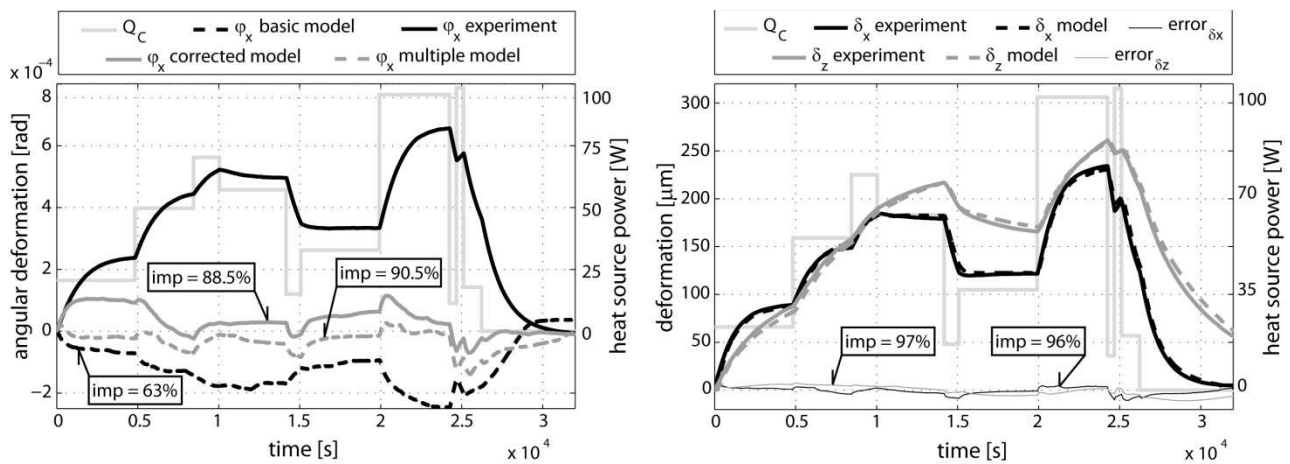 Q_C φ_x basic model φ_x experiment
φ_x corrected model φ_x multiple model
x 10^-4
8
6
4
2
0
−2
angular deformation [rad]
100
75
50
25
0
heat source power [W]
imp = 88.5%
imp = 90.5%
imp = 63%
0 0.5 1 1.5 2 2.5 3
time [s]
x 10^4
Q_C δ_x experiment δ_x model error_δx
δ_z experiment δ_z model error_δz
300
250
200
150
100
50
0
deformation [µm]
100
70
35
0
heat source power [W]
imp = 97%
imp = 96%
0 0.5 1 1.5 2 2.5 3
time [s]
x 10^4